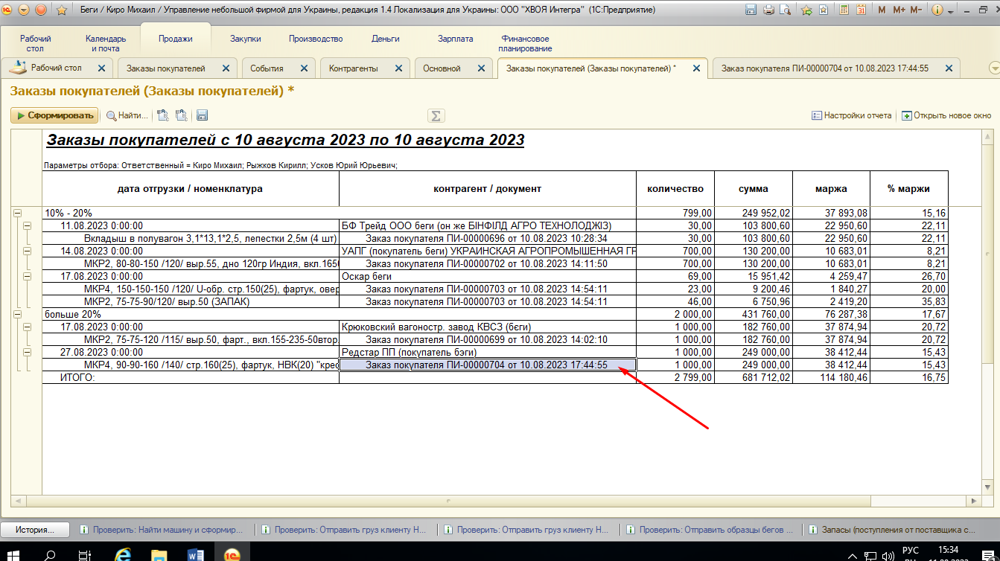 Беги / Киро Михаил / Управление небольшой фирмой для Украины, редакция 1.4 Локализация для Украины: ООО "ХВОЯ Интегра" (1С:Предприятие)
M M+ M-
Рабочий стол
Календарь и почта
Продажи
Закупки
Производство
Деньги
Зарплата
Финансовое планирование
Рабочий стол
Заказы покупателей
События
Контрагенты
Основной
Заказы покупателей (Заказы покупателей) *
Заказ покупателя ПИ-00000704 от 10.08.2023 17:44:55
Заказы покупателей (Заказы покупателей) *
Сформировать Найти... Σ Настройки отчета Открыть новое окно
Заказы покупателей с 10 августа 2023 по 10 августа 2023
Параметры отбора: Ответственный = Киро Михаил; Рыжков Кирилл; Усков Юрий Юрьевич;
дата отгрузки / номенклатура контрагент / документ количество сумма маржа % маржи
10% - 20% 799,00 249 952,02 37 893,08 15,16
11.08.2023 0:00:00 БФ Трейд ООО беги (он же БІНФІЛД АГРО ТЕХНОЛОДЖІЗ) 30,00 103 800,60 22 950,60 22,11
Вкладыш в полувагон 3,1*13,1*2,5, лепестки 2,5м (4 шт) Заказ покупателя ПИ-00000696 от 10.08.2023 10:28:34 30,00 103 800,60 22 950,60 22,11
14.08.2023 0:00:00 УАПГ (покупатель беги) УКРАИНСКАЯ АГРОПРОМЫШЕННАЯ ГР 700,00 130 200,00 10 683,01 8,21
МКР2, 80-80-150 /120/ выр.55, дно 120гр Индия, вкл.165 Заказ покупателя ПИ-00000702 от 10.08.2023 14:11:50 700,00 130 200,00 10 683,01 8,21
17.08.2023 0:00:00 Оскар беги 69,00 15 951,42 4 259,47 26,70
МКР4, 150-150-150 /120/ U-обр. стр.150(25), фартук, овер Заказ покупателя ПИ-00000703 от 10.08.2023 14:54:11 23,00 9 200,46 1 840,27 20,00
МКР2, 75-75-90/120/ выр.50 (ЗАПАК) Заказ покупателя ПИ-00000703 от 10.08.2023 14:54:11 46,00 6 750,96 2 419,20 35,83
больше 20% 2 000,00 431 760,00 76 287,38 17,67
17.08.2023 0:00:00 Крюковский вагоностр. завод КВСЗ (бєги) 1 000,00 182 760,00 37 874,94 20,72
МКР2, 75-75-120 /115/ выр.50, фарт., вкл.155-235-50втор. Заказ покупателя ПИ-00000699 от 10.08.2023 14:02:10 1 000,00 182 760,00 37 874,94 20,72
27.08.2023 0:00:00 Редстар ПП (покупатель бэги) 1 000,00 249 000,00 38 412,44 15,43
МКР4, 90-90-160 /140/ стр.160(25), фартук, НВК(20) "крес Заказ покупателя ПИ-00000704 от 10.08.2023 17:44:55 1 000,00 249 000,00 38 412,44 15,43
ИТОГО: 2 799,00 681 712,02 114 180,46 16,75
История...
Проверить: Найти машину и сформир...
Проверить: Отправить груз клиенту Н...
Проверить: Отправить груз клиенту Н...
Проверить: Отправить образцы бегов ...
Запасы (поступления от поставщика с...
РУС 15:34